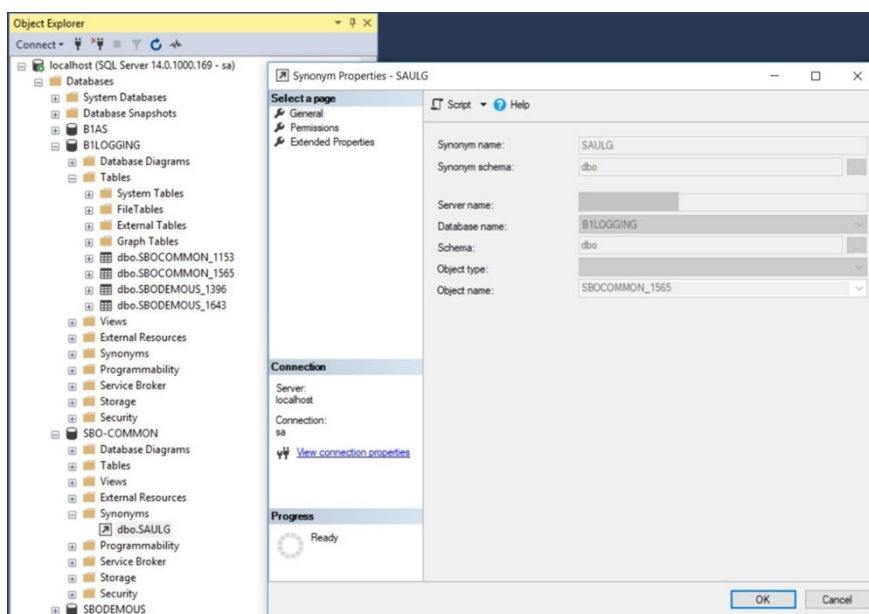 Object Explorer
Connect
localhost (SQL Server 14.0.1000.169 - sa)
Databases
System Databases
Database Snapshots
B1AS
B1LOGGING
Database Diagrams
Tables
System Tables
FileTables
External Tables
Graph Tables
dbo.SBOCOMMON_1153
dbo.SBOCOMMON_1565
dbo.SBODEMOUS_1396
dbo.SBODEMOUS_1643
Views
External Resources
Synonyms
Programmability
Service Broker
Storage
Security
SBO-COMMON
Database Diagrams
Tables
Views
External Resources
Synonyms
dbo.SAULG
Programmability
Service Broker
Storage
Security
SBODEMOUS
Synonym Properties - SAULG
Select a page
General
Permissions
Extended Properties
Connection
Server:
localhost
Connection:
sa
View connection properties
Progress
Ready
Script Help
Synonym name: SAULG
Synonym schema: dbo ...
Server name:
Database name: B1LOGGING
Schema: dbo ...
Object type:
Object name: SBOCOMMON_1565
OK Cancel